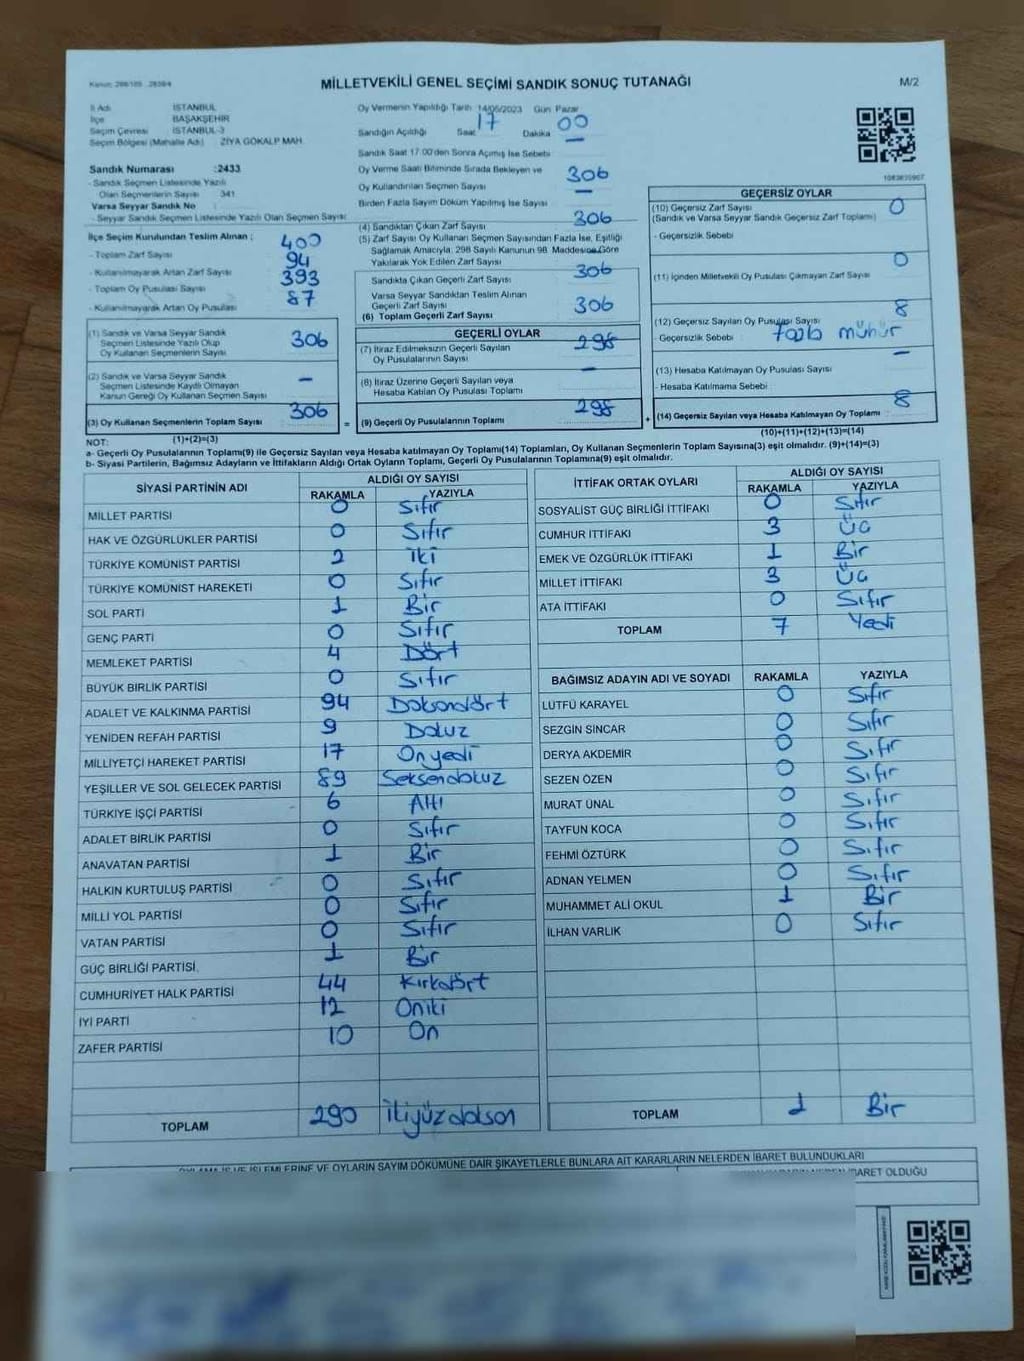 MİLLETVEKİLİ GENEL SEÇİMİ SANDIK SONUÇ TUTANAĞI
M/2
İl Adı İSTANBUL
İlçe BAŞAKŞEHİR
Seçim Çevresi İSTANBUL-3
Seçim Bölgesi (Mahalle Adı) ZİYA GÖKALP MAH.
Sandık Numarası :2433
- Sandık Seçmen Listesinde Yazılı
Olan Seçmenlerin Sayısı 341
Varsa Seyyar Sandık No
- Seyyar Sandık Seçmen Listesinde Yazılı Olan Seçmen Sayısı
İlçe Seçim Kurulundan Teslim Alınan ;
- Toplam Zarf Sayısı 400
- Kullanılmayarak Artan Zarf Sayısı 94
- Toplam Oy Pusulası Sayısı 393
- Kullanılmayarak Artan Oy Pusulası 87
(1) Sandık ve Varsa Seyyar Sandık
Seçmen Listesinde Yazılı Olup
Oy Kullanan Seçmenlerin Sayısı 306
(2) Sandık ve Varsa Seyyar Sandık
Seçmen Listesinde Kayıtlı Olmayan
Kanun Gereği Oy Kullanan Seçmen Sayısı –
(3) Oy Kullanan Seçmenlerin Toplam Sayısı 306
(1)+(2)=(3)
Oy Vermenin Yapıldığı Tarih 14/05/2023 Gün Pazar
Sandığın Açıldığı Saat 17 Dakika 00
Sandık Saat 17:00'den Sonra Açılmış İse Sebebi –
Oy Verme Saati Bitiminde Sırada Bekleyen ve
Oy Kullandırılan Seçmen Sayısı 306
Birden Fazla Sayım Döküm Yapılmış İse Sayısı –
(4) Sandıktan Çıkan Zarf Sayısı 306
(5) Zarf Sayısı Oy Kullanan Seçmen Sayısından Fazla İse, Eşitliği
Sağlamak Amacıyla, 298 Sayılı Kanunun 98. Maddesine Göre
Yakılarak Yok Edilen Zarf Sayısı –
Sandıkta Çıkan Geçerli Zarf Sayısı 306
Varsa Seyyar Sandıktan Teslim Alınan
Geçerli Zarf Sayısı
(6) Toplam Geçerli Zarf Sayısı 306
GEÇERLİ OYLAR
(7) İtiraz Edilmeksizin Geçerli Sayılan
Oy Pusulalarının Sayısı 298
(8) İtiraz Üzerine Geçerli Sayılan veya
Hesaba Katılan Oy Pusulası Toplamı –
= (9) Geçerli Oy Pusulalarının Toplamı 298
GEÇERSİZ OYLAR
(10) Geçersiz Zarf Sayısı 0
(Sandık ve Varsa Seyyar Sandık Geçersiz Zarf Toplamı)
- Geçersizlik Sebebi
(11) İçinden Milletvekili Oy Pusulası Çıkmayan Zarf Sayısı 0
(12) Geçersiz Sayılan Oy Pusulası Sayısı 8
- Geçersizlik Sebebi fazla mühür
(13) Hesaba Katılmayan Oy Pusulası Sayısı –
- Hesaba Katılmama Sebebi
+ (14) Geçersiz Sayılan veya Hesaba Katılmayan Oy Toplamı 8
(10)+(11)+(12)+(13)=(14)
NOT:
a- Geçerli Oy Pusulalarının Toplamı(9) ile Geçersiz Sayılan veya Hesaba katılmayan Oy Toplamı(14) Toplamları, Oy Kullanan Seçmenlerin Toplam Sayısına(3) eşit olmalıdır. (9)+(14)=(3)
b- Siyasi Partilerin, Bağımsız Adayların ve İttifakların Aldığı Ortak Oyların Toplamı, Geçerli Oy Pusulalarının Toplamına(9) eşit olmalıdır.
SİYASİ PARTİNİN ADI ALDIĞI OY SAYISI
RAKAMLA YAZIYLA
MİLLET PARTİSİ 0 Sıfır
HAK VE ÖZGÜRLÜKLER PARTİSİ 0 Sıfır
TÜRKİYE KOMÜNİST PARTİSİ 2 İki
TÜRKİYE KOMÜNİST HAREKETİ 0 Sıfır
SOL PARTİ 1 Bir
GENÇ PARTİ 0 Sıfır
MEMLEKET PARTİSİ 4 Dört
BÜYÜK BİRLİK PARTİSİ 0 Sıfır
ADALET VE KALKINMA PARTİSİ 94 Doksandört
YENİDEN REFAH PARTİSİ 9 Dokuz
MİLLİYETÇİ HAREKET PARTİSİ 17 Onyedi
YEŞİLLER VE SOL GELECEK PARTİSİ 89 Seksendokuz
TÜRKİYE İŞÇİ PARTİSİ 6 Altı
ADALET BİRLİK PARTİSİ 0 Sıfır
ANAVATAN PARTİSİ 1 Bir
HALKIN KURTULUŞ PARTİSİ 0 Sıfır
MİLLİ YOL PARTİSİ 0 Sıfır
VATAN PARTİSİ 0 Sıfır
GÜÇ BİRLİĞİ PARTİSİ 1 Bir
CUMHURİYET HALK PARTİSİ 44 Kırkdört
İYİ PARTİ 12 Oniki
ZAFER PARTİSİ 10 On
TOPLAM 290 İkiyüzdoksan
İTTİFAK ORTAK OYLARI ALDIĞI OY SAYISI
RAKAMLA YAZIYLA
SOSYALİST GÜÇ BİRLİĞİ İTTİFAKI 0 Sıfır
CUMHUR İTTİFAKI 3 Üç
EMEK VE ÖZGÜRLÜK İTTİFAKI 1 Bir
MİLLET İTTİFAKI 3 Üç
ATA İTTİFAKI 0 Sıfır
TOPLAM 7 Yedi
BAĞIMSIZ ADAYIN ADI VE SOYADI RAKAMLA YAZIYLA
LÜTFÜ KARAYEL 0 Sıfır
SEZGİN SİNCAR 0 Sıfır
DERYA AKDEMİR 0 Sıfır
SEZEN ÖZEN 0 Sıfır
MURAT ÜNAL 0 Sıfır
TAYFUN KOCA 0 Sıfır
FEHMİ ÖZTÜRK 0 Sıfır
ADNAN YELMEN 0 Sıfır
MUHAMMET ALİ OKUL 1 Bir
İLHAN VARLIK 0 Sıfır
TOPLAM 1 Bir
OYLAMA İŞ VE İŞLEMLERİNE VE OYLARIN SAYIM DÖKÜMÜNE DAİR ŞİKAYETLERLE BUNLARA AİT KARARLARIN NELERDEN İBARET BULUNDUKLARI
İBARET OLDUĞU